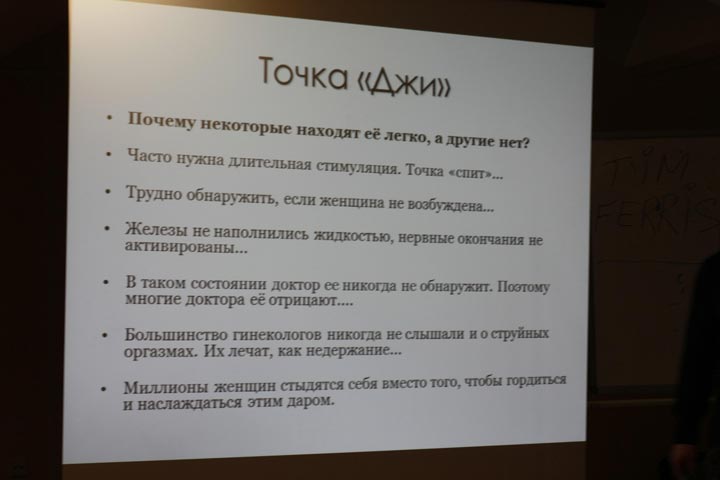 Точка «Джи»
• Почему некоторые находят её легко, а другие нет?
• Часто нужна длительная стимуляция. Точка «спит»...
• Трудно обнаружить, если женщина не возбуждена...
• Железы не наполнились жидкостью, нервные окончания не
активированы...
• В таком состоянии доктор ее никогда не обнаружит. Поэтому
многие доктора её отрицают....
• Большинство гинекологов никогда не слышали и о струйных
оргазмах. Их лечат, как недержание...
• Миллионы женщин стыдятся себя вместо того, чтобы гордиться
и наслаждаться этим даром.
TIM
FERRIS